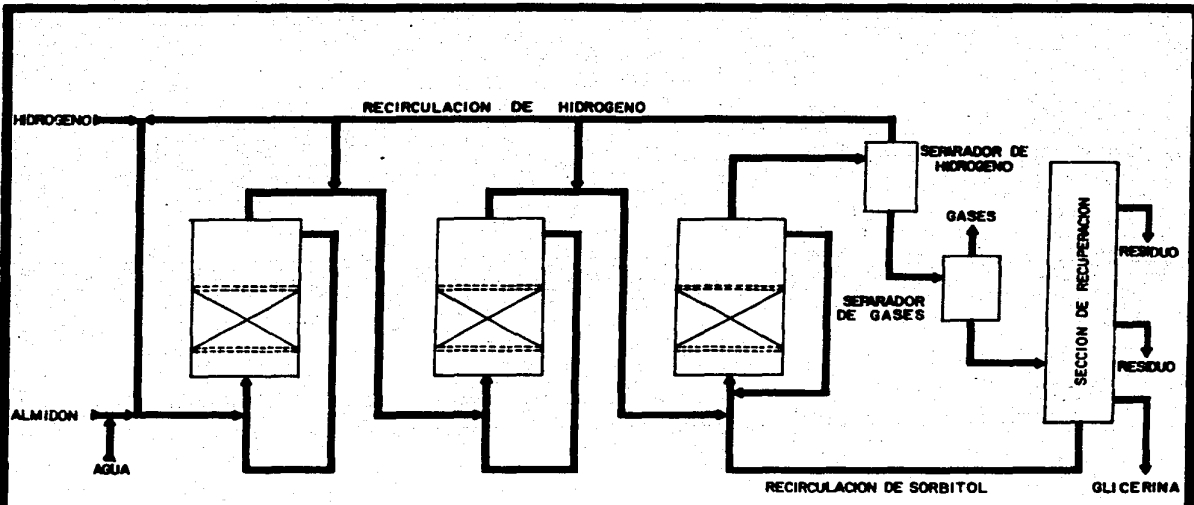 RECIRCULACION DE HIDROGENO
HIDROGENO
SEPARADOR DE
HIDROGENO
GASES
SEPARADOR
DE GASES
SECCION DE RECUPERACION
RESIDUO
RESIDUO
ALMIDON
AGUA
RECIRCULACION DE SORBITOL
GLICERINA